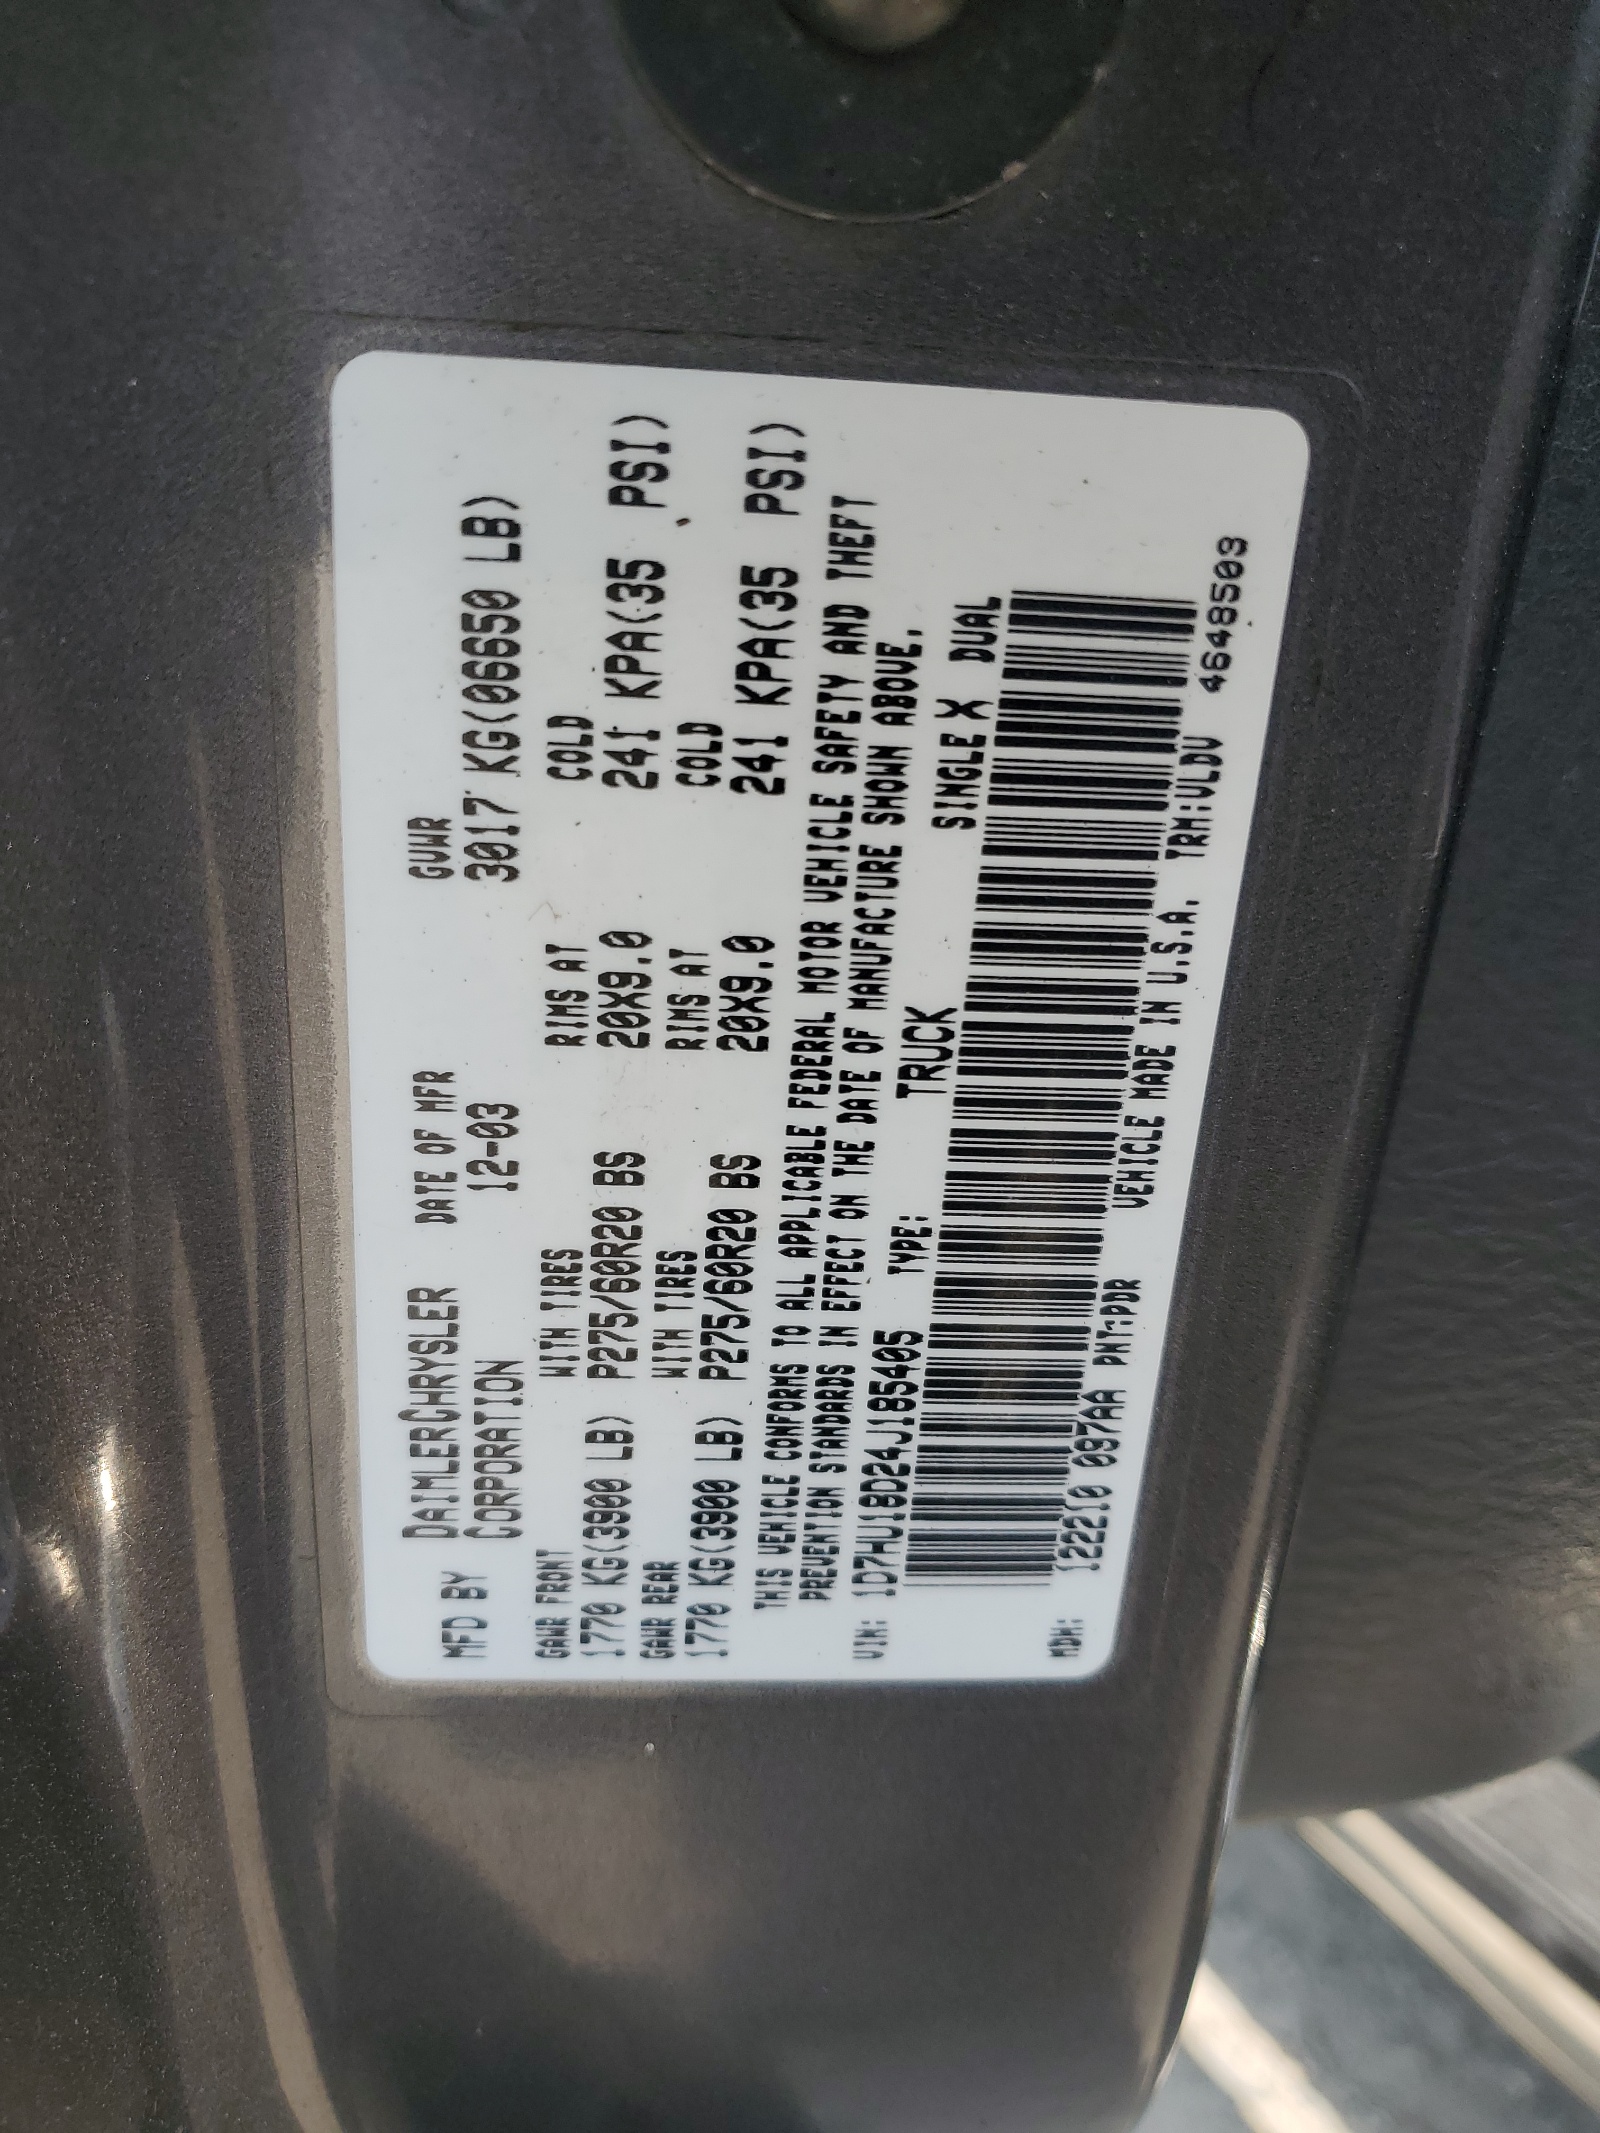 MFD BY DAIMLERCHRYSLER CORPORATION
DATE OF MFR 12-03
GVWR 3017 KG(06650 LB)
GAWR FRONT WITH TIRES RIMS AT COLD
1770 KG(3900 LB) P275/60R20 BS 20X9.0 241 KPA(35 PSI)
GAWR REAR WITH TIRES RIMS AT COLD
1770 KG(3900 LB) P275/60R20 BS 20X9.0 241 KPA(35 PSI)
THIS VEHICLE CONFORMS TO ALL APPLICABLE FEDERAL MOTOR VEHICLE SAFETY AND THEFT
PREVENTION STANDARDS IN EFFECT ON THE DATE OF MANUFACTURE SHOWN ABOVE.
VIN: 1D7HU18D24J185405 TYPE: TRUCK SINGLE X DUAL
MDH: 122210 097AA PNT:PDR VEHICLE MADE IN U.S.A. TRM:VLDV 46485